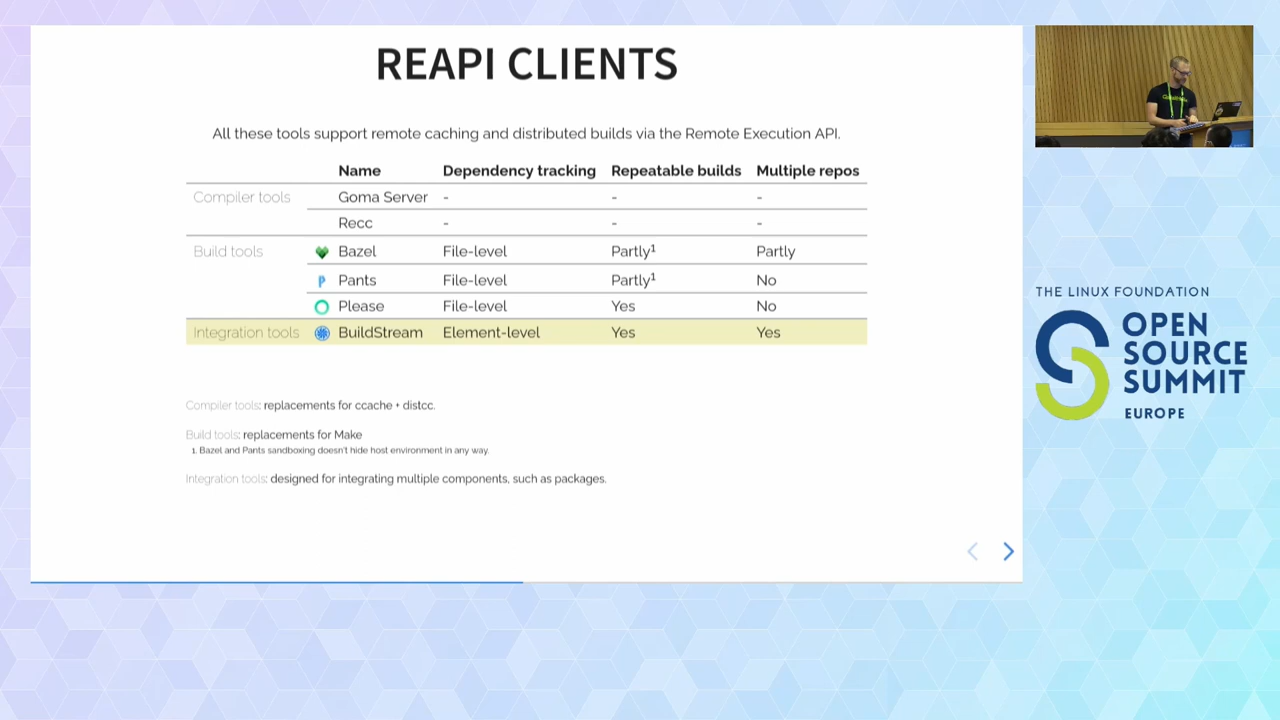 REAPI CLIENTS
All these tools support remote caching and distributed builds via the Remote Execution API.
Name Dependency tracking Repeatable builds Multiple repos
Compiler tools Goma Server - - -
Recc - - -
Build tools Bazel File-level Partly¹ Partly
Pants File-level Partly¹ No
Please File-level Yes No
Integration tools BuildStream Element-level Yes Yes
Compiler tools: replacements for ccache + distcc.
Build tools: replacements for Make
1. Bazel and Pants sandboxing doesn't hide host environment in any way.
Integration tools: designed for integrating multiple components, such as packages.
THE LINUX FOUNDATION
OPEN
SOURCE
SUMMIT
EUROPE